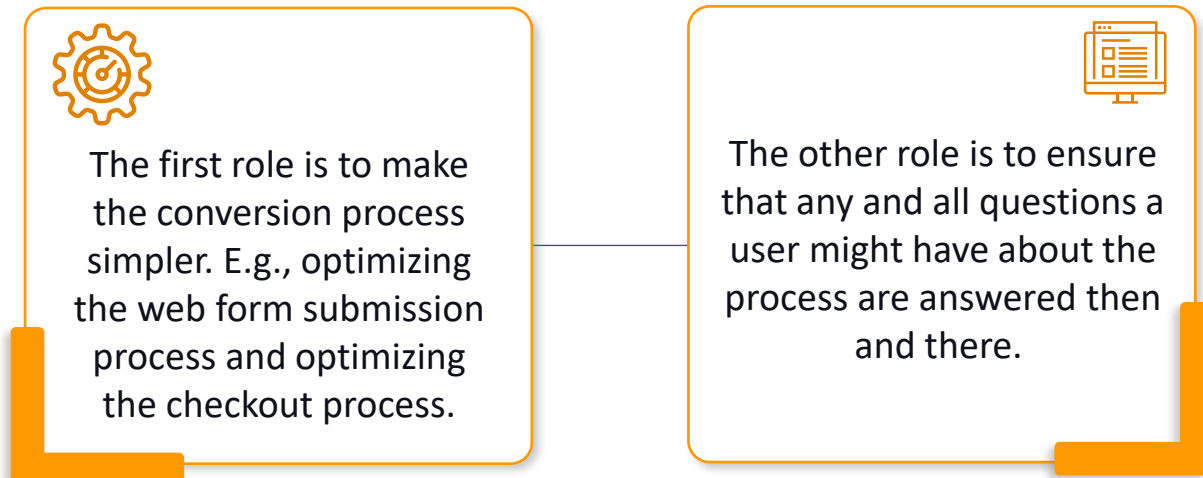 The first role is to make
the conversion process
simpler. E.g., optimizing
the web form submission
process and optimizing
the checkout process.
The other role is to ensure
that any and all questions a
user might have about the
process are answered then
and there.